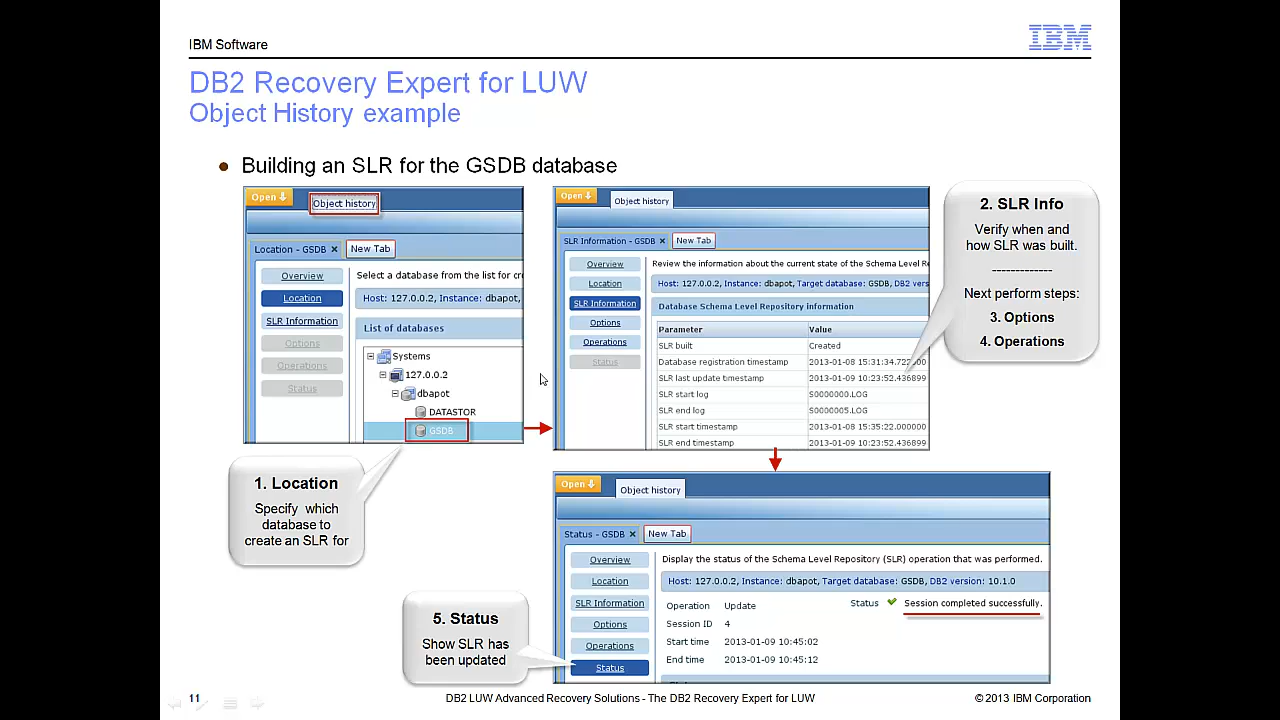 IBM Software
IBM
DB2 Recovery Expert for LUW
Object History example
Building an SLR for the GSDB database
Open
Object history
Location - GSDB
New Tab
Overview
Location
SLR Information
Options
Operations
Status
Select a database from the list for cre
Host: 127.0.0.2, Instance: dbapot,
List of databases
Systems
127.0.0.2
dbapot
DATASTOR
GSDB
1. Location
Specify which
database to
create an SLR for
Open
Object history
SLR Information - GSDB
New Tab
Overview
Location
SLR Information
Options
Operations
Status
Review the information about the current state of the Schema Level Re
Host: 127.0.0.2, Instance: dbapot, Target database: GSDB, DB2 vers
Database Schema Level Repository information
Parameter Value
SLR built Created
Database registration timestamp 2013-01-08 15:31:34.722000
SLR last update timestamp 2013-01-09 10:23:52.436899
SLR start log S0000000.LOG
SLR end log S0000005.LOG
SLR start timestamp 2013-01-08 15:35:22.000000
SLR end timestamp 2013-01-09 10:23:52.436899
2. SLR Info
Verify when and
how SLR was built.
-------------
Next perform steps:
3. Options
4. Operations
Open
Object history
Status - GSDB
New Tab
Overview
Location
SLR Information
Options
Operations
Status
Display the status of the Schema Level Repository (SLR) operation that was performed.
Host: 127.0.0.2, Instance: dbapot, Target database: GSDB, DB2 version: 10.1.0
Operation Update Status Session completed successfully.
Session ID 4
Start time 2013-01-09 10:45:02
End time 2013-01-09 10:45:12
5. Status
Show SLR has
been updated
11
DB2 LUW Advanced Recovery Solutions - The DB2 Recovery Expert for LUW
© 2013 IBM Corporation